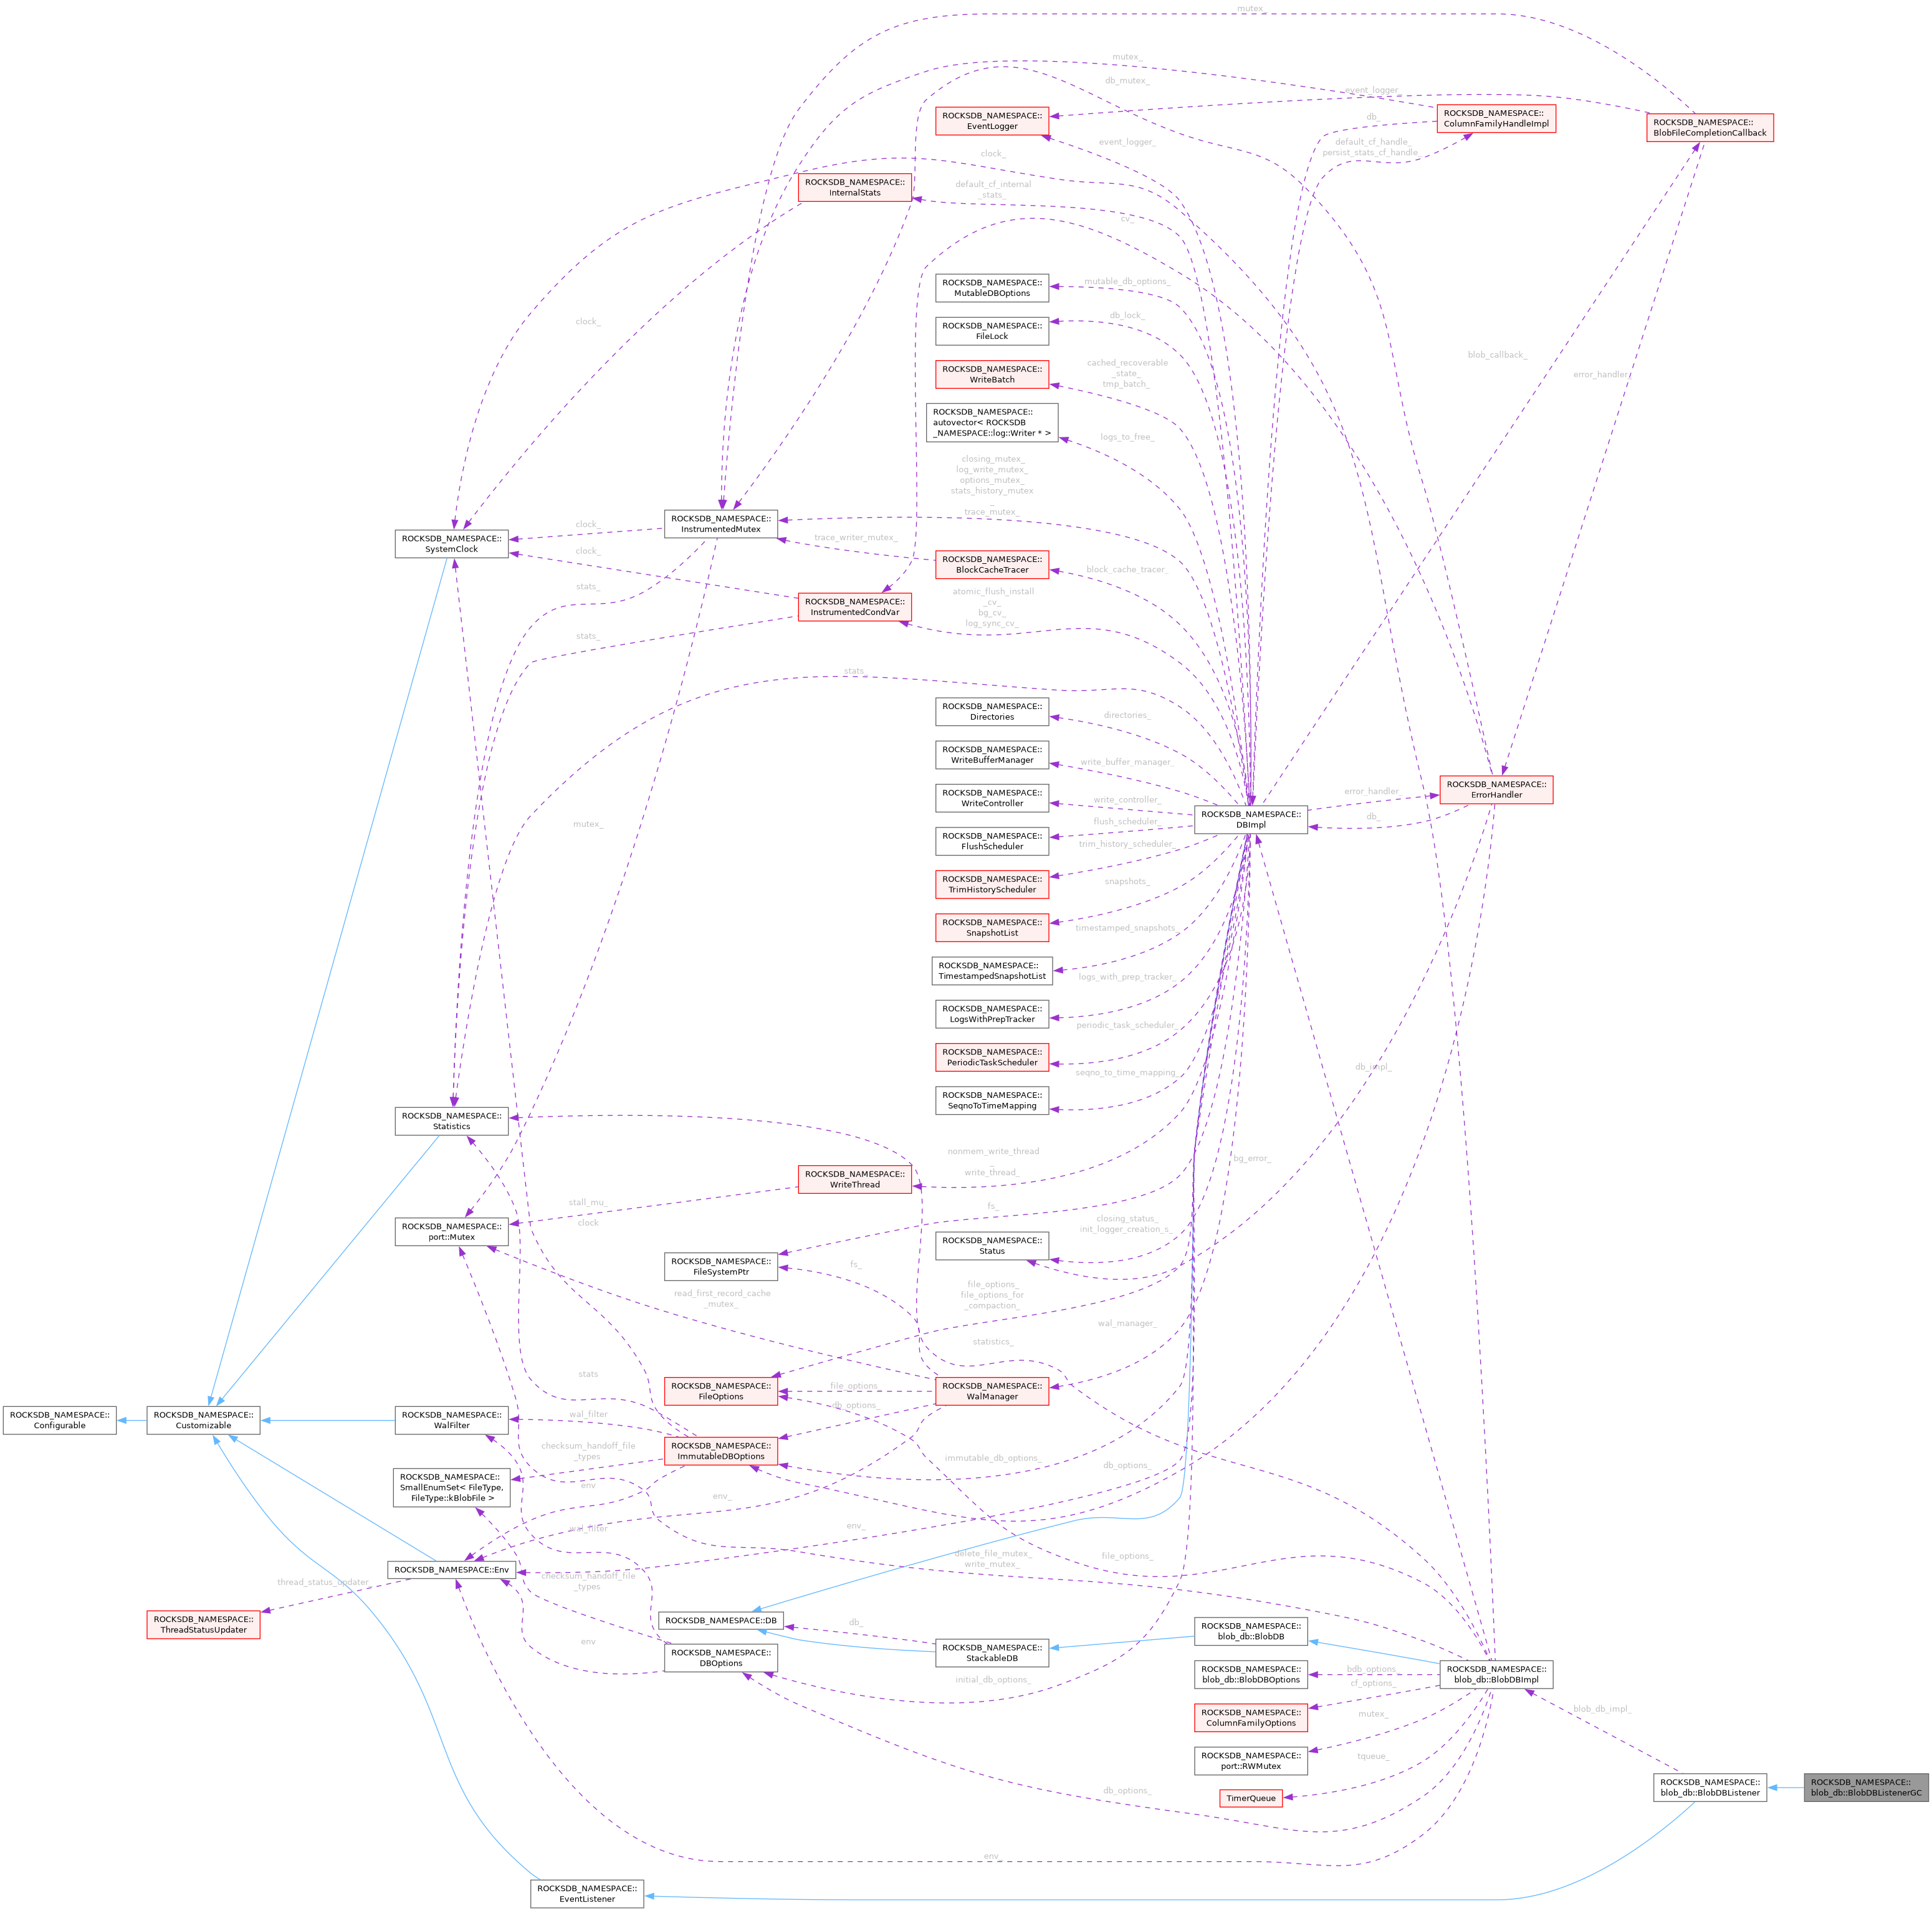 mutex_
mutex_
db_mutex_
event_logger_
ROCKSDB_NAMESPACE::
EventLogger
ROCKSDB_NAMESPACE::
ColumnFamilyHandleImpl
ROCKSDB_NAMESPACE::
BlobFileCompletionCallback
db_
event_logger_
default_cf_handle_
persist_stats_cf_handle_
clock_
ROCKSDB_NAMESPACE::
InternalStats
default_cf_internal
_stats_
cv_
ROCKSDB_NAMESPACE::
MutableDBOptions
mutable_db_options_
clock_
ROCKSDB_NAMESPACE::
FileLock
db_lock_
blob_callback_
error_handler_
ROCKSDB_NAMESPACE::
WriteBatch
cached_recoverable
_state_
tmp_batch_
ROCKSDB_NAMESPACE::
autovector< ROCKSDB
_NAMESPACE::log::Writer * >
logs_to_free_
closing_mutex_
log_write_mutex_
options_mutex_
stats_history_mutex
_
trace_mutex_
ROCKSDB_NAMESPACE::
InstrumentedMutex
ROCKSDB_NAMESPACE::
SystemClock
clock_
clock_
trace_writer_mutex_
ROCKSDB_NAMESPACE::
BlockCacheTracer
block_cache_tracer_
stats_
ROCKSDB_NAMESPACE::
InstrumentedCondVar
atomic_flush_install
_cv_
bg_cv_
log_sync_cv_
stats_
stats_
ROCKSDB_NAMESPACE::
Directories
directories_
ROCKSDB_NAMESPACE::
WriteBufferManager
write_buffer_manager_
ROCKSDB_NAMESPACE::
WriteController
write_controller_
ROCKSDB_NAMESPACE::
DBImpl
error_handler_
db_
ROCKSDB_NAMESPACE::
ErrorHandler
mutex_
ROCKSDB_NAMESPACE::
FlushScheduler
flush_scheduler_
trim_history_scheduler_
ROCKSDB_NAMESPACE::
TrimHistoryScheduler
snapshots_
ROCKSDB_NAMESPACE::
SnapshotList
timestamped_snapshots_
ROCKSDB_NAMESPACE::
TimestampedSnapshotList
logs_with_prep_tracker_
ROCKSDB_NAMESPACE::
LogsWithPrepTracker
periodic_task_scheduler_
ROCKSDB_NAMESPACE::
PeriodicTaskScheduler
db_impl_
seqno_to_time_mapping_
ROCKSDB_NAMESPACE::
SeqnoToTimeMapping
ROCKSDB_NAMESPACE::
Statistics
nonmem_write_thread
_
write_thread_
bg_error_
ROCKSDB_NAMESPACE::
WriteThread
stall_mu_
clock
ROCKSDB_NAMESPACE::
port::Mutex
fs_
closing_status_
init_logger_creation_s_
ROCKSDB_NAMESPACE::
Status
ROCKSDB_NAMESPACE::
FileSystemPtr
fs_
read_first_record_cache
_mutex_
file_options_
file_options_for
_compaction_
wal_manager_
statistics_
stats
ROCKSDB_NAMESPACE::
FileOptions
file_options_
ROCKSDB_NAMESPACE::
WalManager
db_options_
ROCKSDB_NAMESPACE::
Configurable
ROCKSDB_NAMESPACE::
Customizable
ROCKSDB_NAMESPACE::
WalFilter
wal_filter
ROCKSDB_NAMESPACE::
ImmutableDBOptions
checksum_handoff_file
_types
immutable_db_options_
db_options_
ROCKSDB_NAMESPACE::
SmallEnumSet< FileType,
FileType::kBlobFile >
env
env_
wal_filter
env_
delete_file_mutex_
write_mutex_
file_options_
ROCKSDB_NAMESPACE::Env
thread_status_updater_
checksum_handoff_file
_types
ROCKSDB_NAMESPACE::
ThreadStatusUpdater
ROCKSDB_NAMESPACE::DB
db_
env
ROCKSDB_NAMESPACE::
DBOptions
ROCKSDB_NAMESPACE::
StackableDB
ROCKSDB_NAMESPACE::
blob_db::BlobDB
initial_db_options_
ROCKSDB_NAMESPACE::
blob_db::BlobDBOptions
bdb_options_
cf_options_
ROCKSDB_NAMESPACE::
blob_db::BlobDBImpl
ROCKSDB_NAMESPACE::
ColumnFamilyOptions
mutex_
blob_db_impl_
ROCKSDB_NAMESPACE::
port::RWMutex
tqueue_
db_options_
TimerQueue
ROCKSDB_NAMESPACE::
blob_db::BlobDBListener
ROCKSDB_NAMESPACE::
blob_db::BlobDBListenerGC
env_
ROCKSDB_NAMESPACE::
EventListener